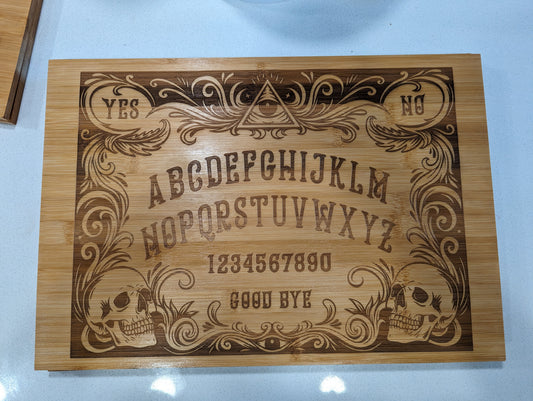 YES NO
ABCDEFGHIJKLM
NOPQRSTUVWXYZ
1234567890
GOOD BYE